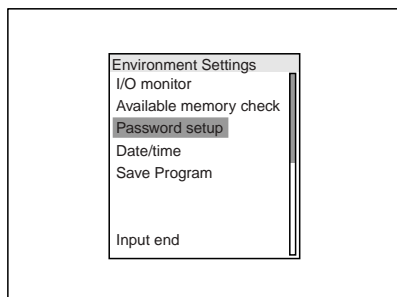 Environment Settings
I/O monitor
Available memory check
Password setup
Date/time
Save Program
Input end